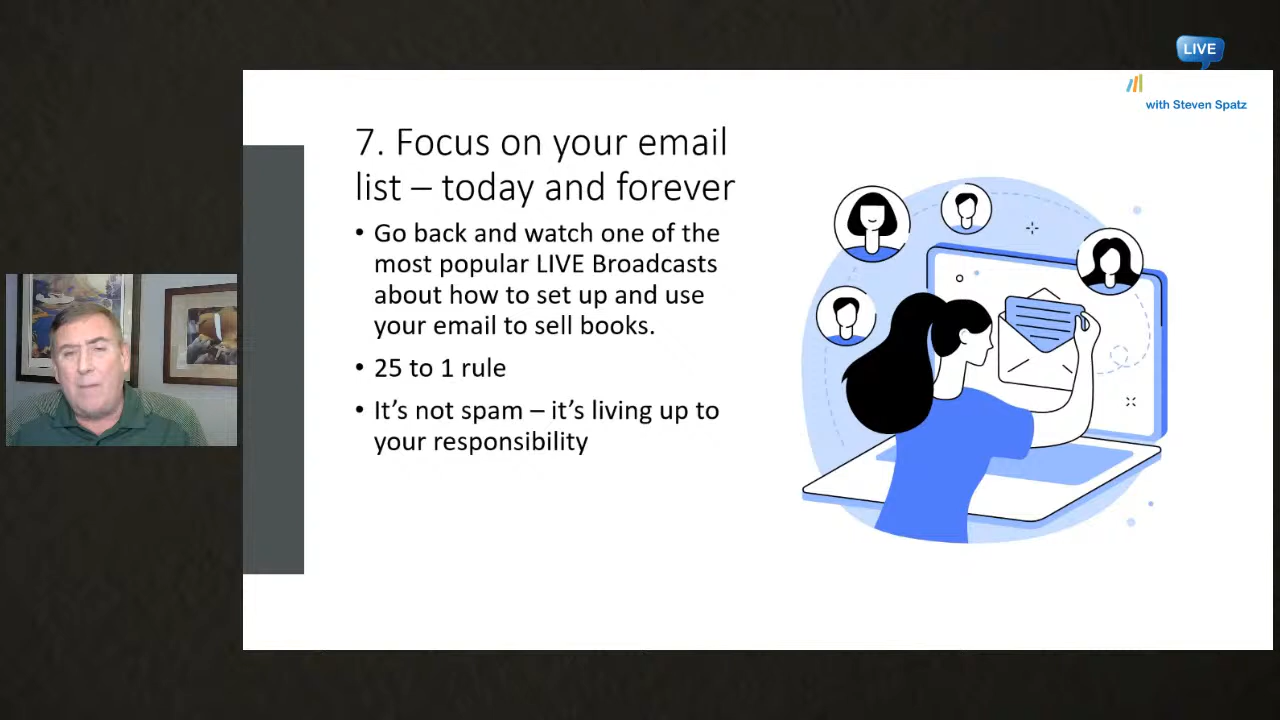 LIVE
with Steven Spatz
7. Focus on your email
list – today and forever
• Go back and watch one of the
most popular LIVE Broadcasts
about how to set up and use
your email to sell books.
• 25 to 1 rule
• It’s not spam – it’s living up to
your responsibility